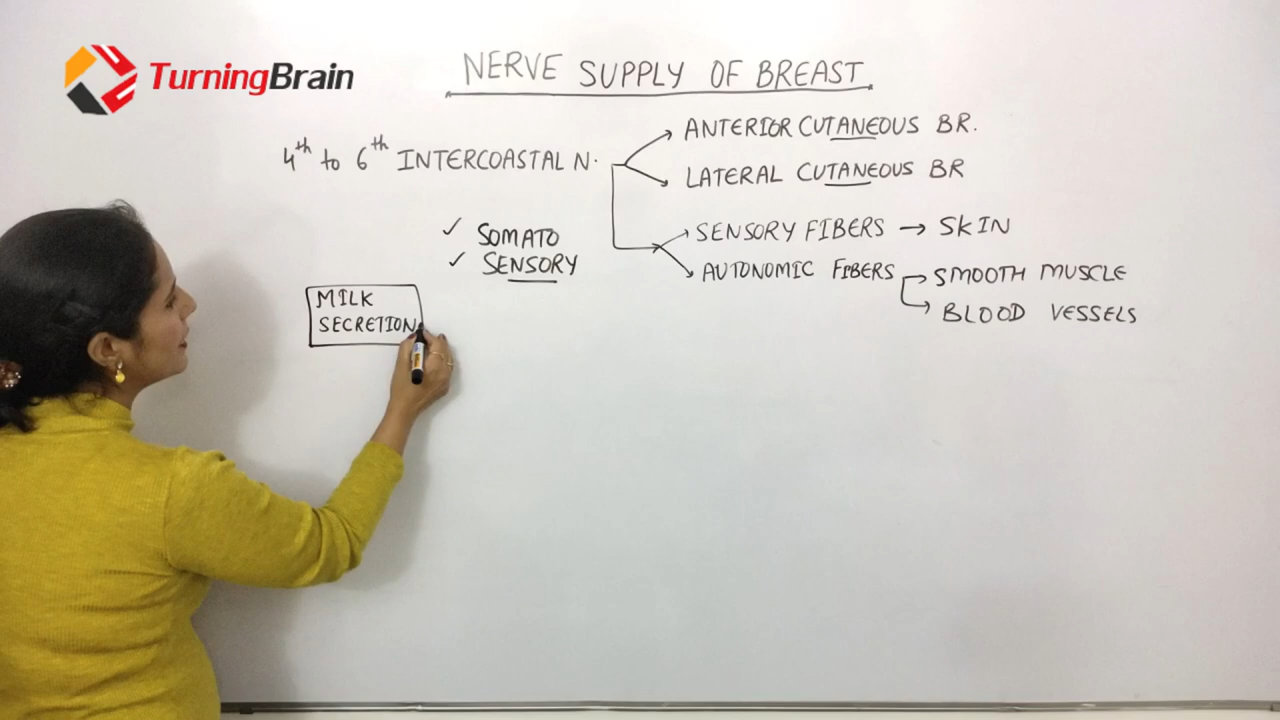 TurningBrain
NERVE SUPPLY OF BREAST
4th to 6th INTERCOASTAL N.
ANTERIOR CUTANEOUS BR.
LATERAL CUTANEOUS BR
SENSORY FIBERS → SKIN
AUTONOMIC FIBERS
SMOOTH MUSCLE
BLOOD VESSELS
✓ SOMATO
✓ SENSORY
MILK
SECRETION